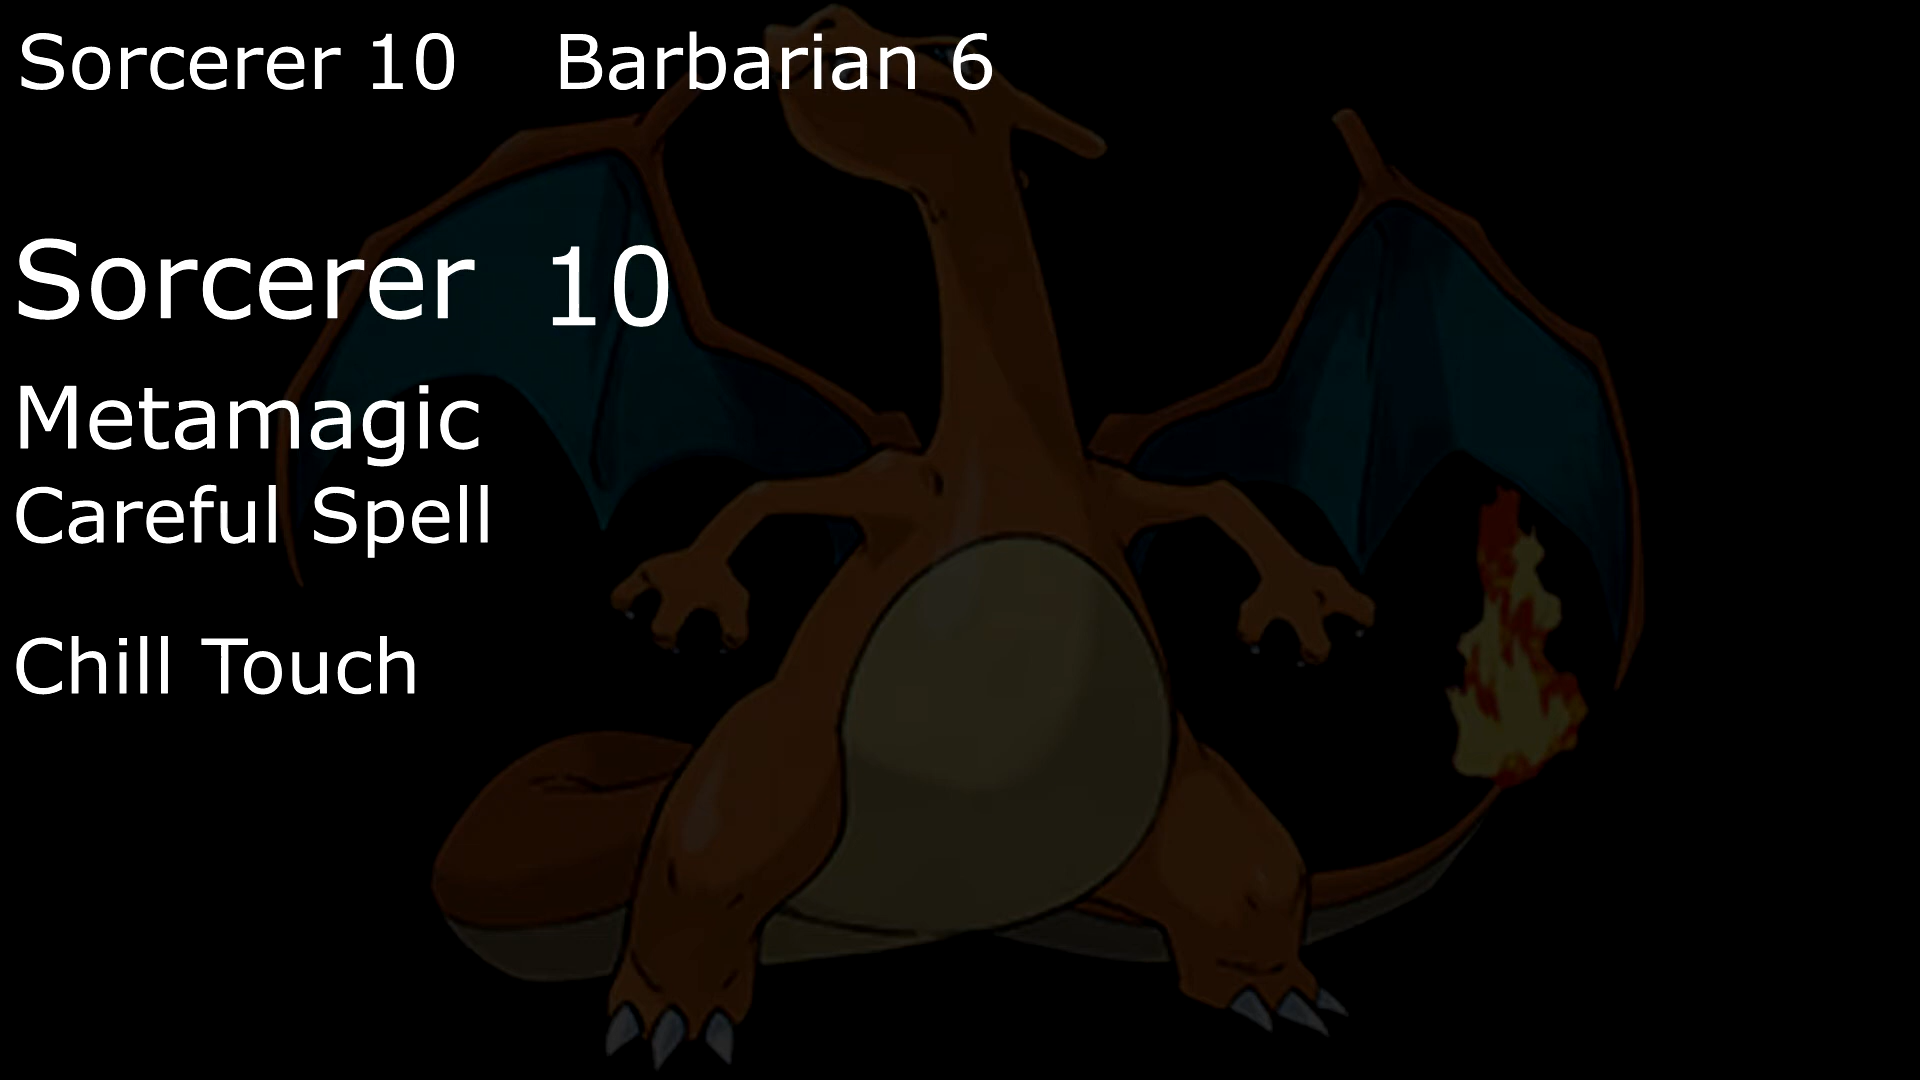 Sorcerer 10 Barbarian 6
Sorcerer 10
Metamagic
Careful Spell
Chill Touch